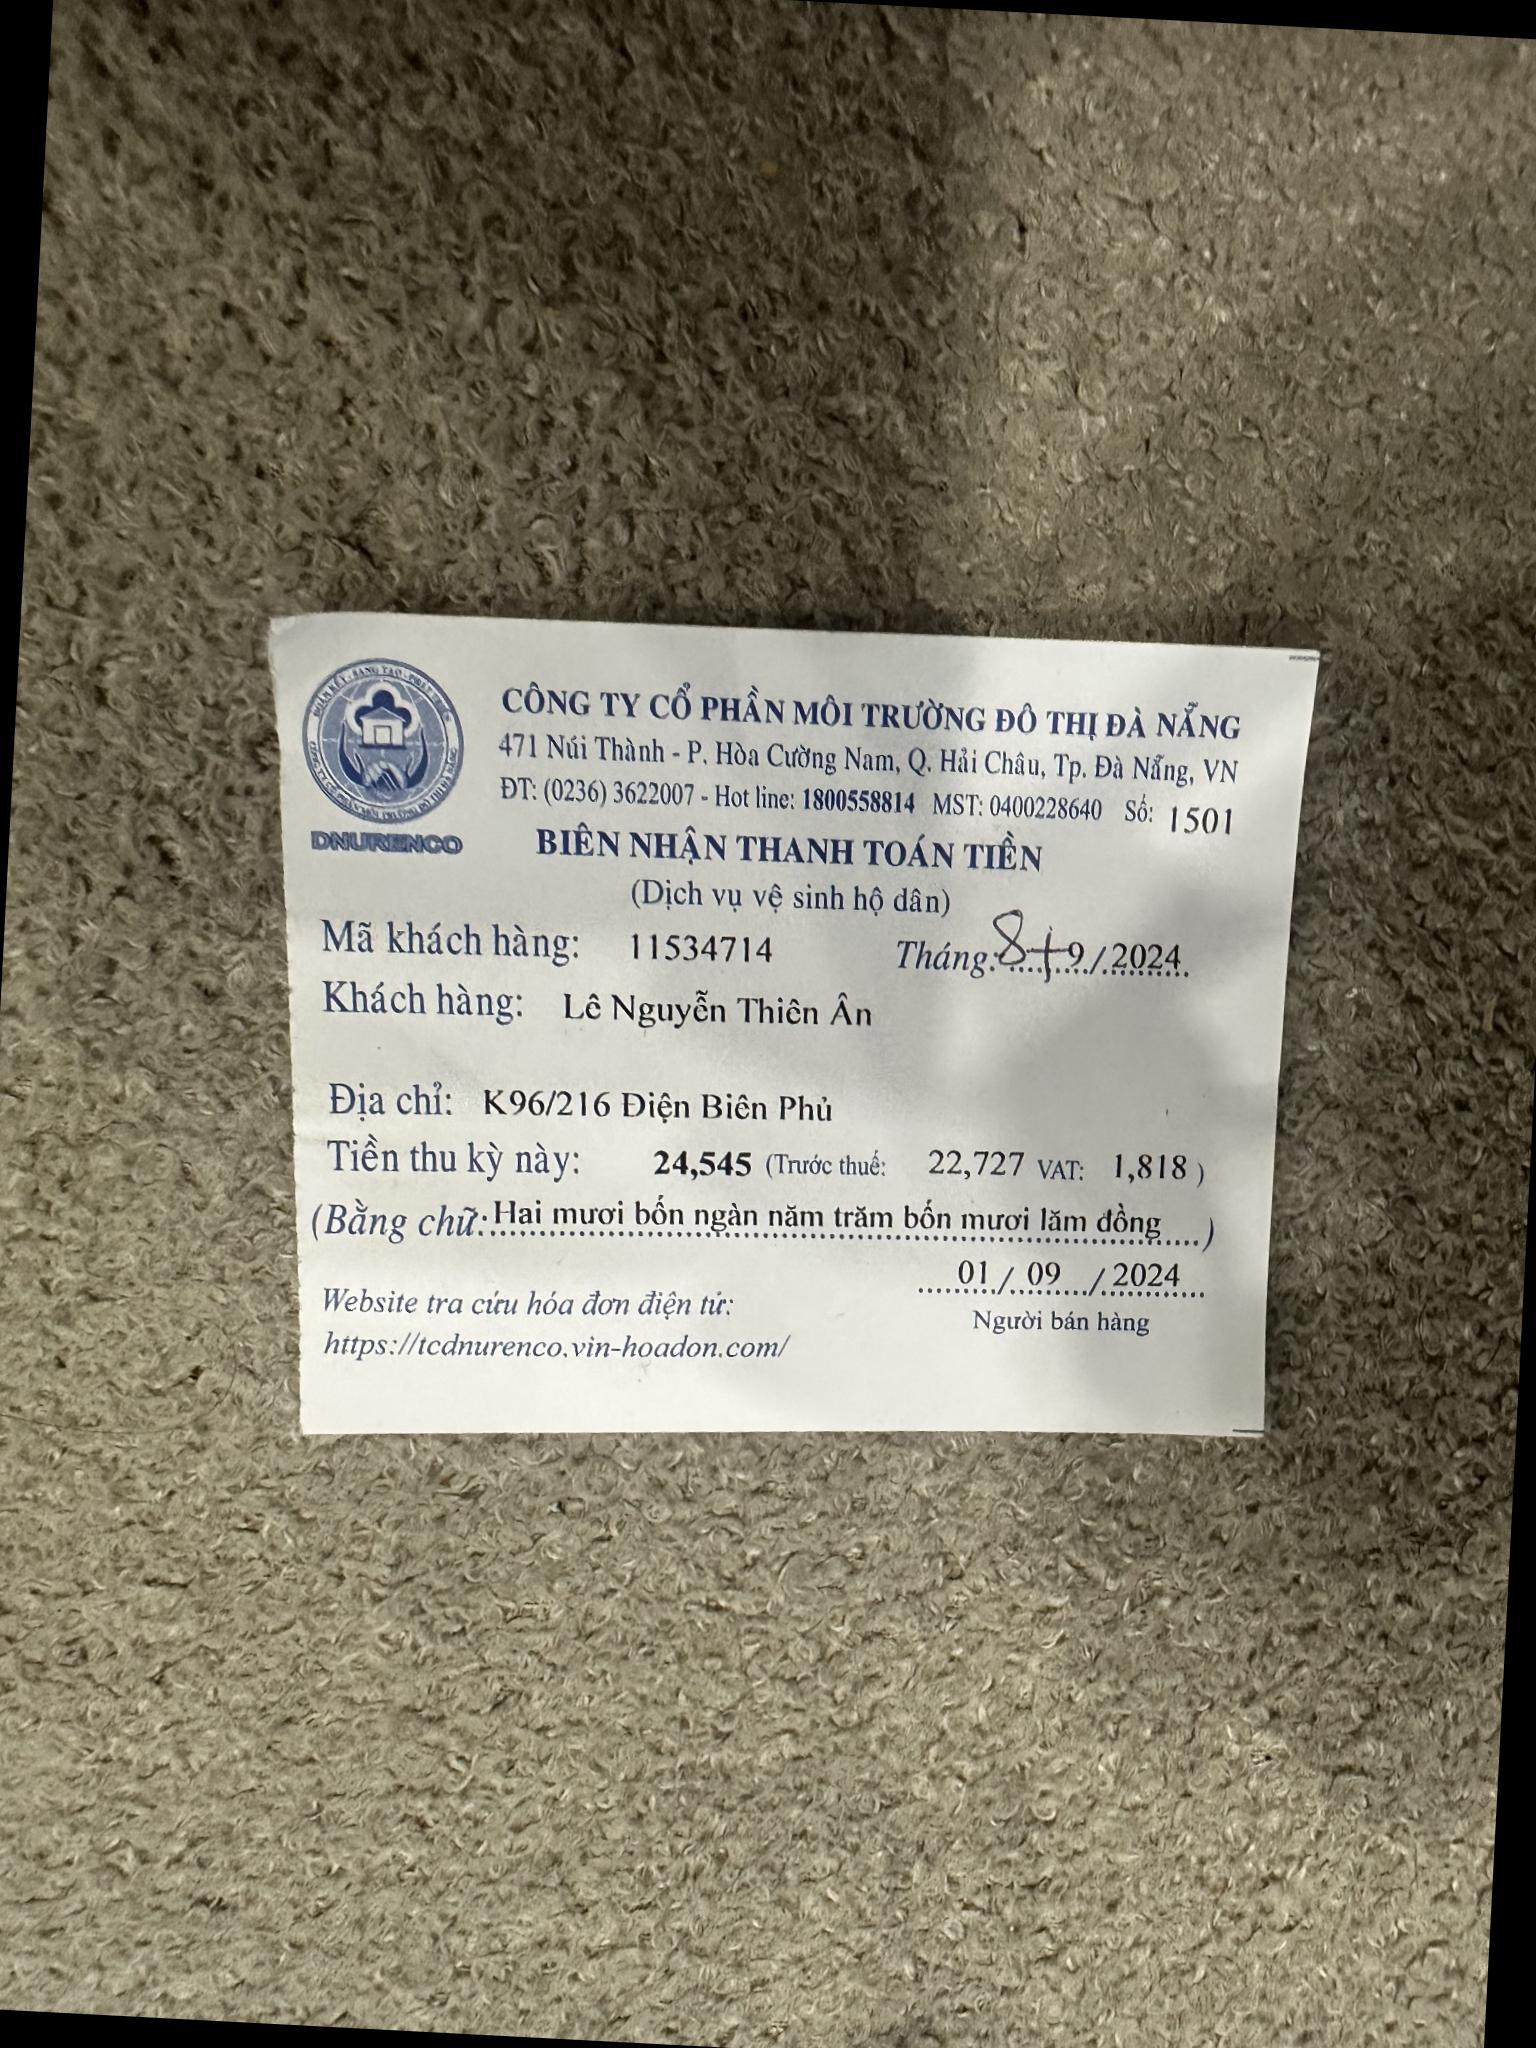 CÔNG TY CỔ PHẦN MÔI TRƯỜNG ĐÔ THỊ ĐÀ NẴNG
471 Núi Thành - P. Hòa Cường Nam, Q. Hải Châu, Tp. Đà Nẵng, VN
ĐT: (0236) 3622007 - Hot line: 1800558814 MST: 0400228640 Số: 1501
DNURENCO
BIÊN NHẬN THANH TOÁN TIỀN
(Dịch vụ vệ sinh hộ dân)
Mã khách hàng: 11534714 Tháng: 8+9/2024
Khách hàng: Lê Nguyễn Thiên Ân
Địa chỉ: K96/216 Điện Biên Phủ
Tiền thu kỳ này: 24,545 (Trước thuế: 22,727 VAT: 1,818 )
(Bằng chữ: Hai mươi bốn ngàn năm trăm bốn mươi lăm đồng )
01 / 09 / 2024
Người bán hàng
Website tra cứu hóa đơn điện tử:
https://tcdnurenco.vin-hoadon.com/